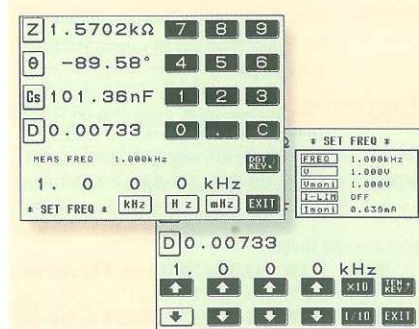 Z 1.5702kΩ 7 8 9
θ -89.58° 4 5 6
Cs 101.36nF 1 2 3
D 0.00733 0 . C
MEAS FREQ 1.000kHz DGT KEY
1. 0 0 0 kHz
* SET FREQ * kHz Hz mHz EXIT
Ω * SET FREQ *
FREQ 1.000kHz
V 1.000V
Vmoni 1.000V
I-LIM OFF
Imoni 0.639mA
D 0.00733
1. 0 0 0 kHz
×10 TEN KEY
1/10 EXIT